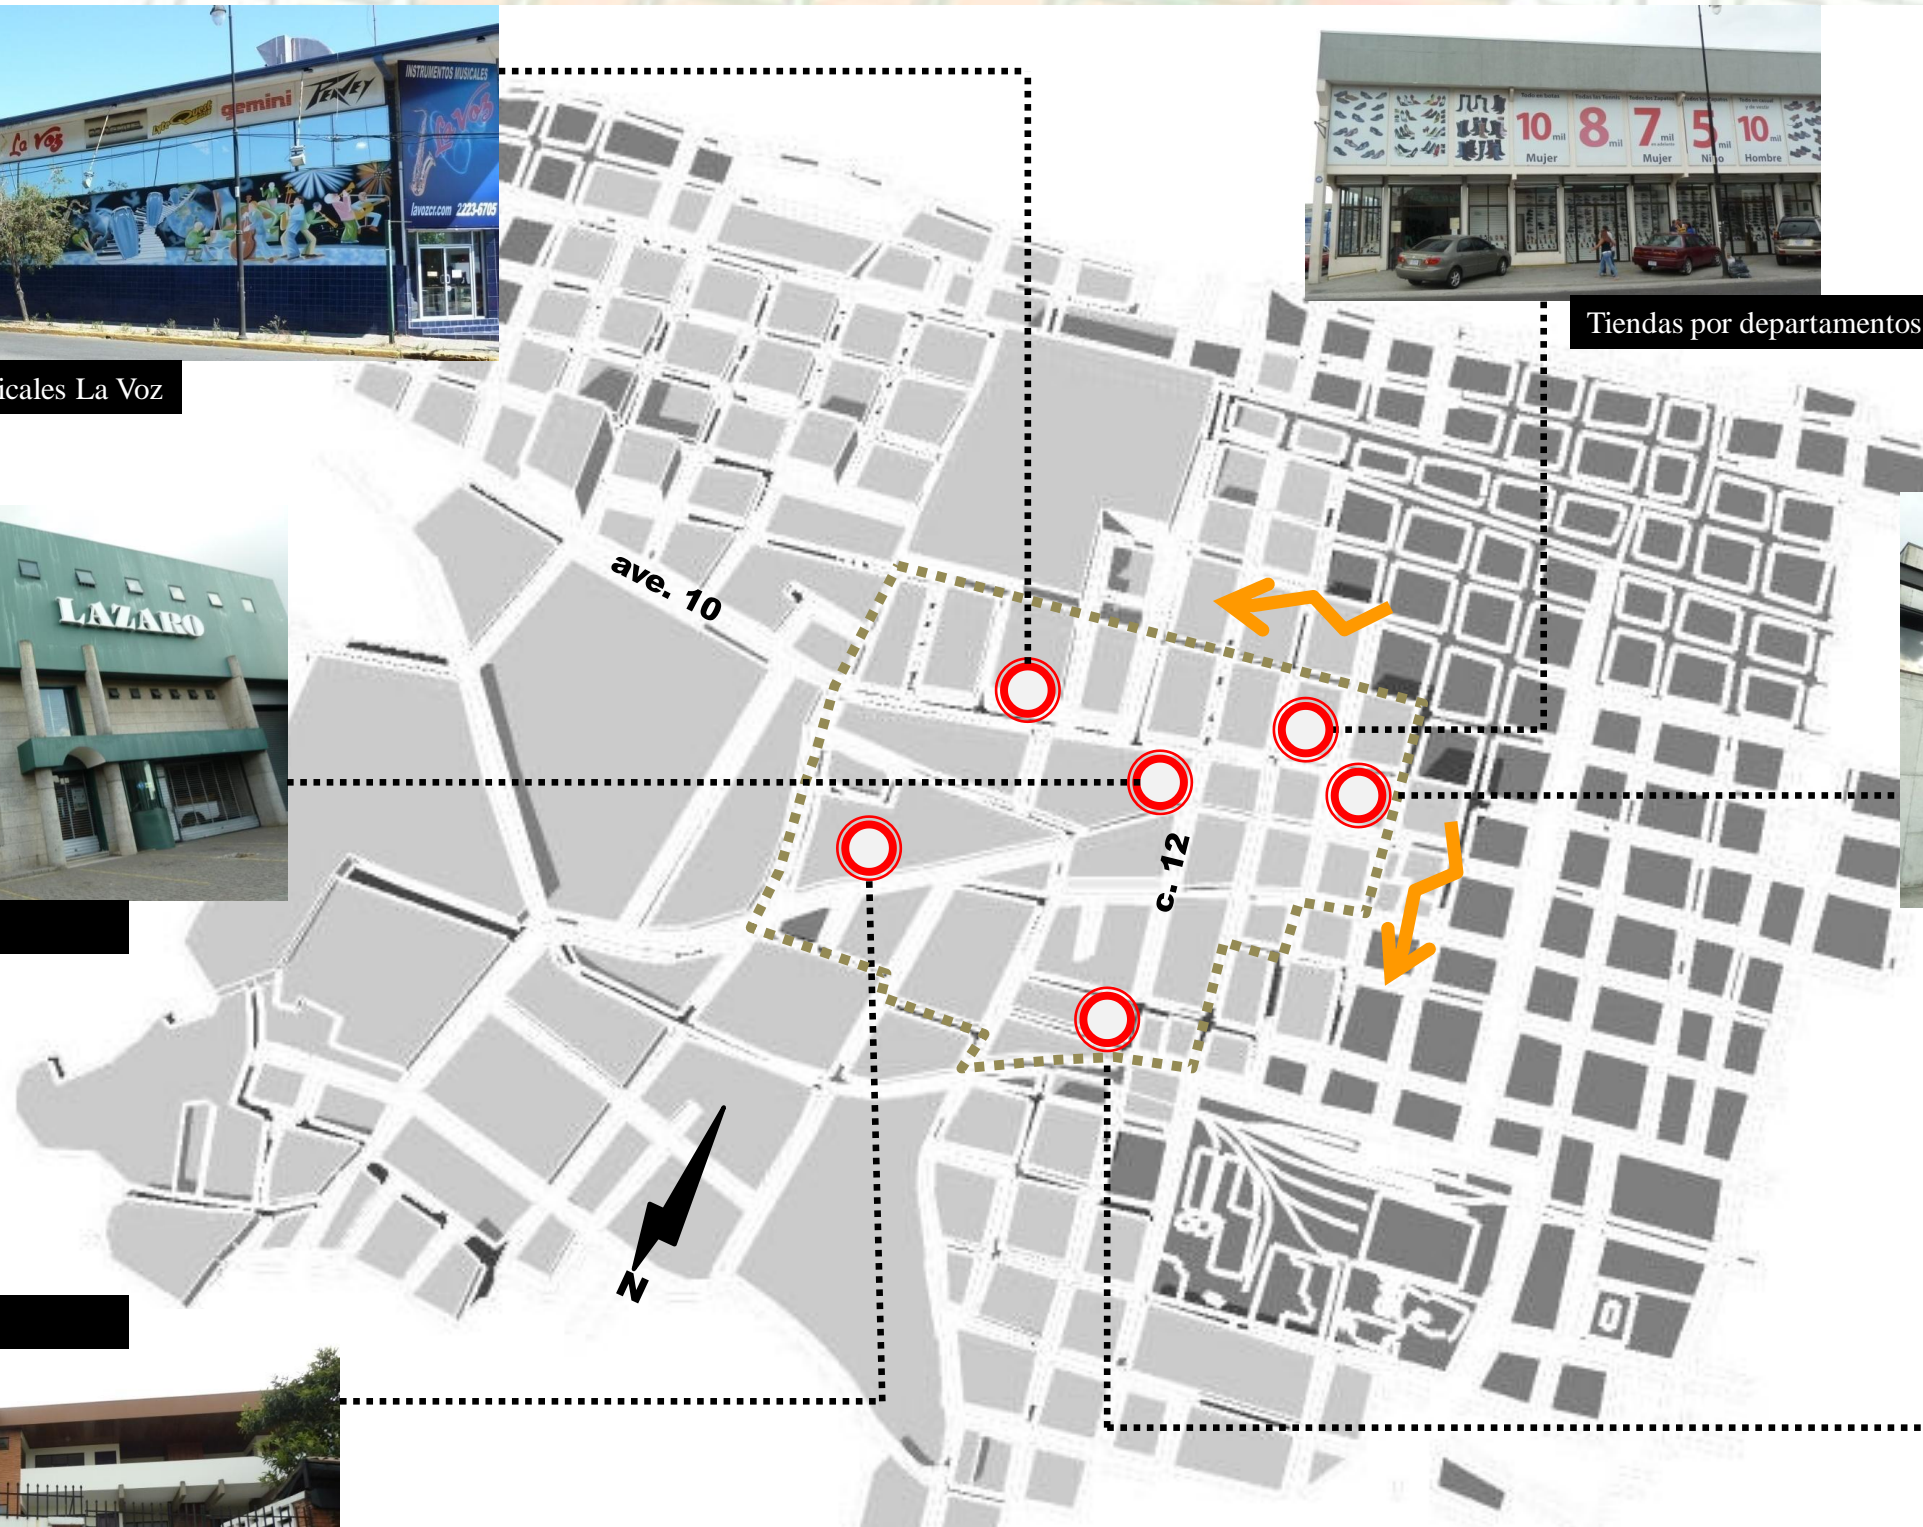 INSTRUMENTOS MUSICALES
La Voz
gemini
PEAVEY
La Voz
lavozcr.com 2223-6705
icales La Voz
10 mil
Mujer
8 mil
7 mil
Mujer
5 mil
Niño
10 mil
Hombre
Tiendas por departamentos
LAZARO
ave. 10
c. 12
N